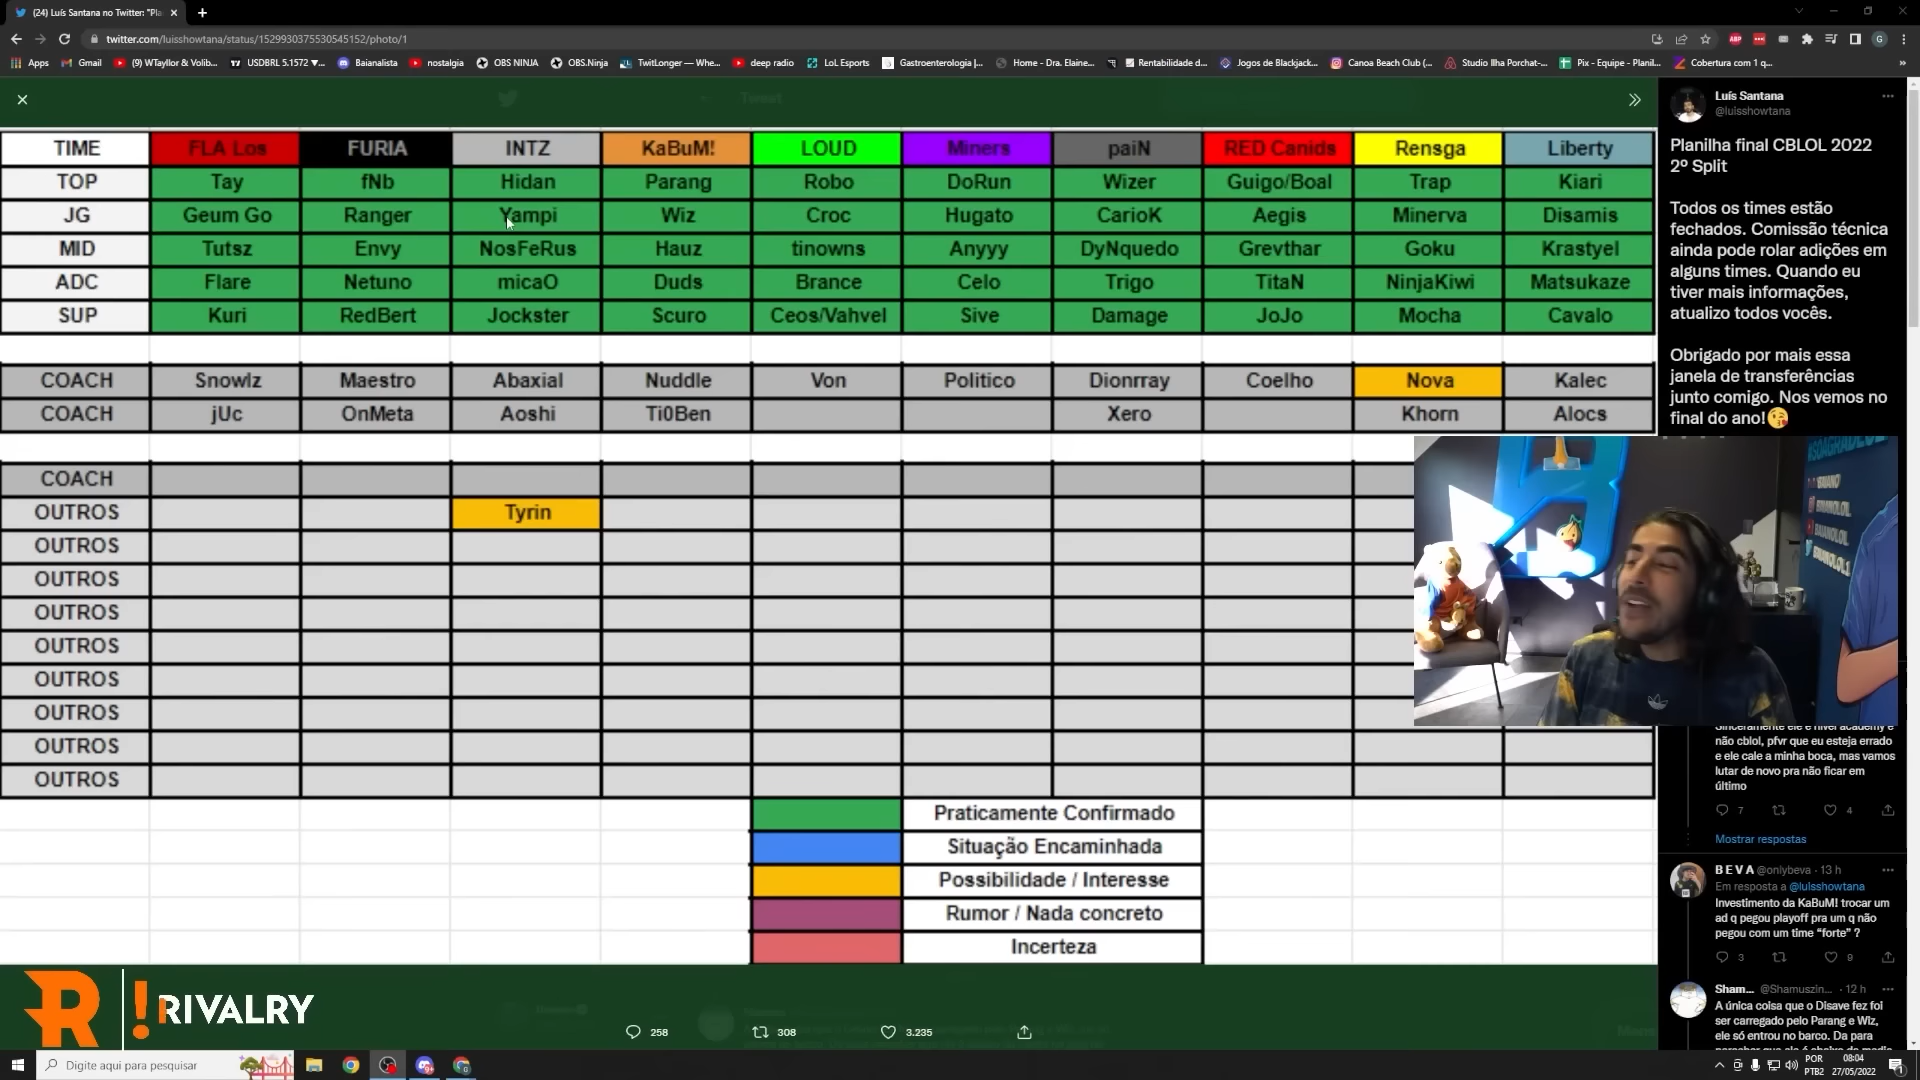 (24) Luís Santana no Twitter: "Pla
twitter.com/luisshowtana/status/1529930375530545152/photo/1
Apps Gmail (9) WTayllor & Volib... USDBRL 5.1572 ▼... Baianalista nostalgia OBS NINJA OBS.Ninja TwitLonger — Whe... deep radio LoL Esports Gastroenterologia |... Home - Dra. Elaine... Rentabilidade d... Jogos de Blackjack... Canoa Beach Club (... Studio Ilha Porchat-... Pix - Equipe - Planil... Cobertura com 1 q...
Tweet
TIME FLA Los FURIA INTZ KaBuM! LOUD Miners paiN RED Canids Rensga Liberty
TOP Tay fNb Hidan Parang Robo DoRun Wizer Guigo/Boal Trap Kiari
JG Geum Go Ranger Yampi Wiz Croc Hugato CarioK Aegis Minerva Disamis
MID Tutsz Envy NosFeRus Hauz tinowns Anyyy DyNquedo Grevthar Goku Krastyel
ADC Flare Netuno micaO Duds Brance Celo Trigo TitaN NinjaKiwi Matsukaze
SUP Kuri RedBert Jockster Scuro Ceos/Vahvel Sive Damage JoJo Mocha Cavalo
COACH Snowlz Maestro Abaxial Nuddle Von Politico Dionrray Coelho Nova Kalec
COACH jUc OnMeta Aoshi Ti0Ben Xero Khorn Alocs
COACH
OUTROS Tyrin
OUTROS
OUTROS
OUTROS
OUTROS
OUTROS
OUTROS
OUTROS
OUTROS
Praticamente Confirmado
Situação Encaminhada
Possibilidade / Interesse
Rumor / Nada concreto
Incerteza
R !RIVALRY
258 308 3.235
Luís Santana
@luisshowtana
Planilha final CBLOL 2022
2º Split
Todos os times estão
fechados. Comissão técnica
ainda pode rolar adições em
alguns times. Quando eu
tiver mais informações,
atualizo todos vocês.
Obrigado por mais essa
janela de transferências
junto comigo. Nos vemos no
final do ano!😘
BAIANOLOL
BAIANOLOL
BAIANOLOL1
Sinceramente ele é nível academy e
não cblol, pfvr que eu esteja errado
e ele cale a minha boca, mas vamos
lutar de novo pra não ficar em
último
7 4
Mostrar respostas
B E V A @onlybeva · 13 h
Em resposta a @luisshowtana
Investimento da KaBuM! trocar um
ad q pegou playoff pra um q não
pegou com um time “forte” ?
3 9
Sham... @Shamuszin... · 12 h
A única coisa que o Disave fez foi
ser carregado pelo Parang e Wiz,
ele só entrou no barco. Da para
Digite aqui para pesquisar
POR
PTB2
08:04
27/05/2022